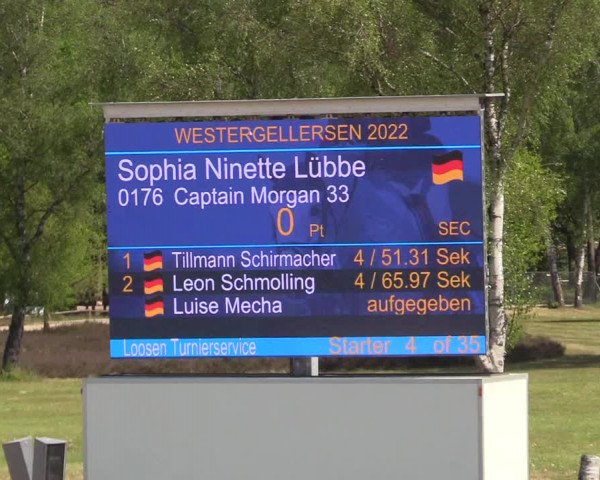 WESTERGELLERSEN 2022
Sophia Ninette Lübbe
0176 Captain Morgan 33
0 Pt
SEC
1 Tillmann Schirmacher 4 / 51.31 Sek
2 Leon Schmolling 4 / 65.97 Sek
Luise Mecha aufgegeben
Loosen Turnierservice Starter 4 of 35